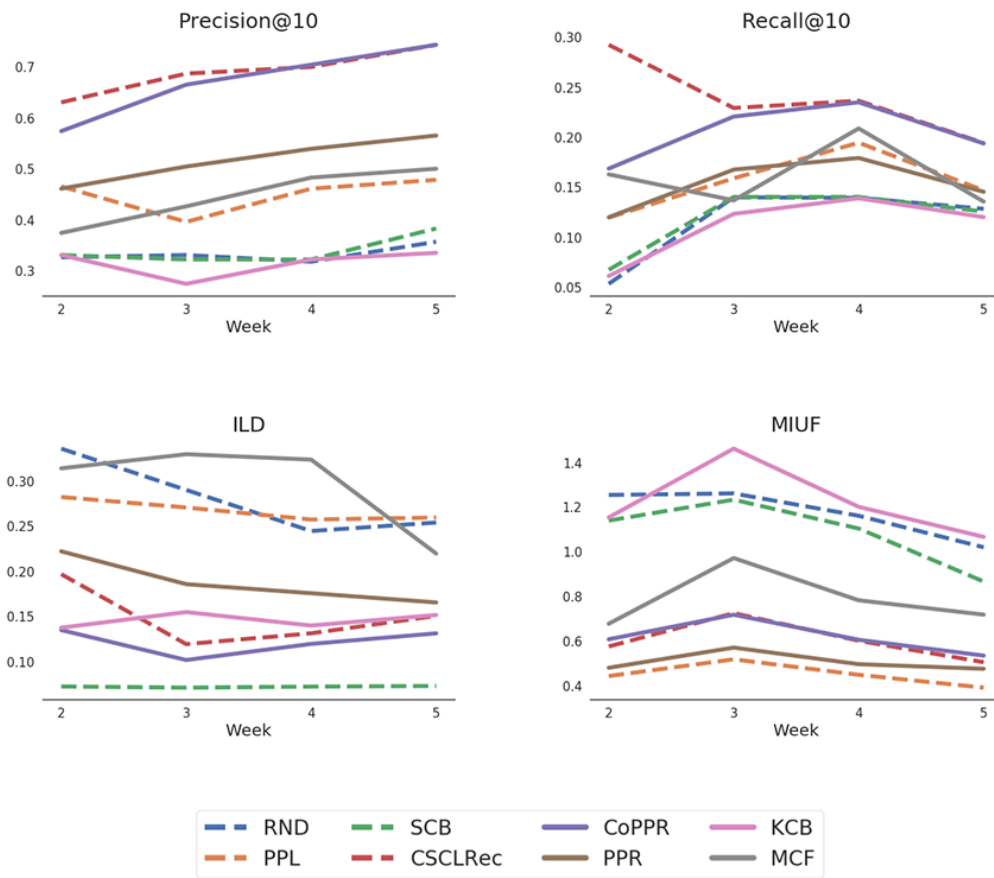 Precision@10
0.7
0.6
0.5
0.4
0.3
2 3 4 5
Week
Recall@10
0.30
0.25
0.20
0.15
0.10
0.05
2 3 4 5
Week
ILD
0.30
0.25
0.20
0.15
0.10
2 3 4 5
Week
MIUF
1.4
1.2
1.0
0.8
0.6
0.4
2 3 4 5
Week
RND SCB CoPPR KCB
PPL CSCLRec PPR MCF